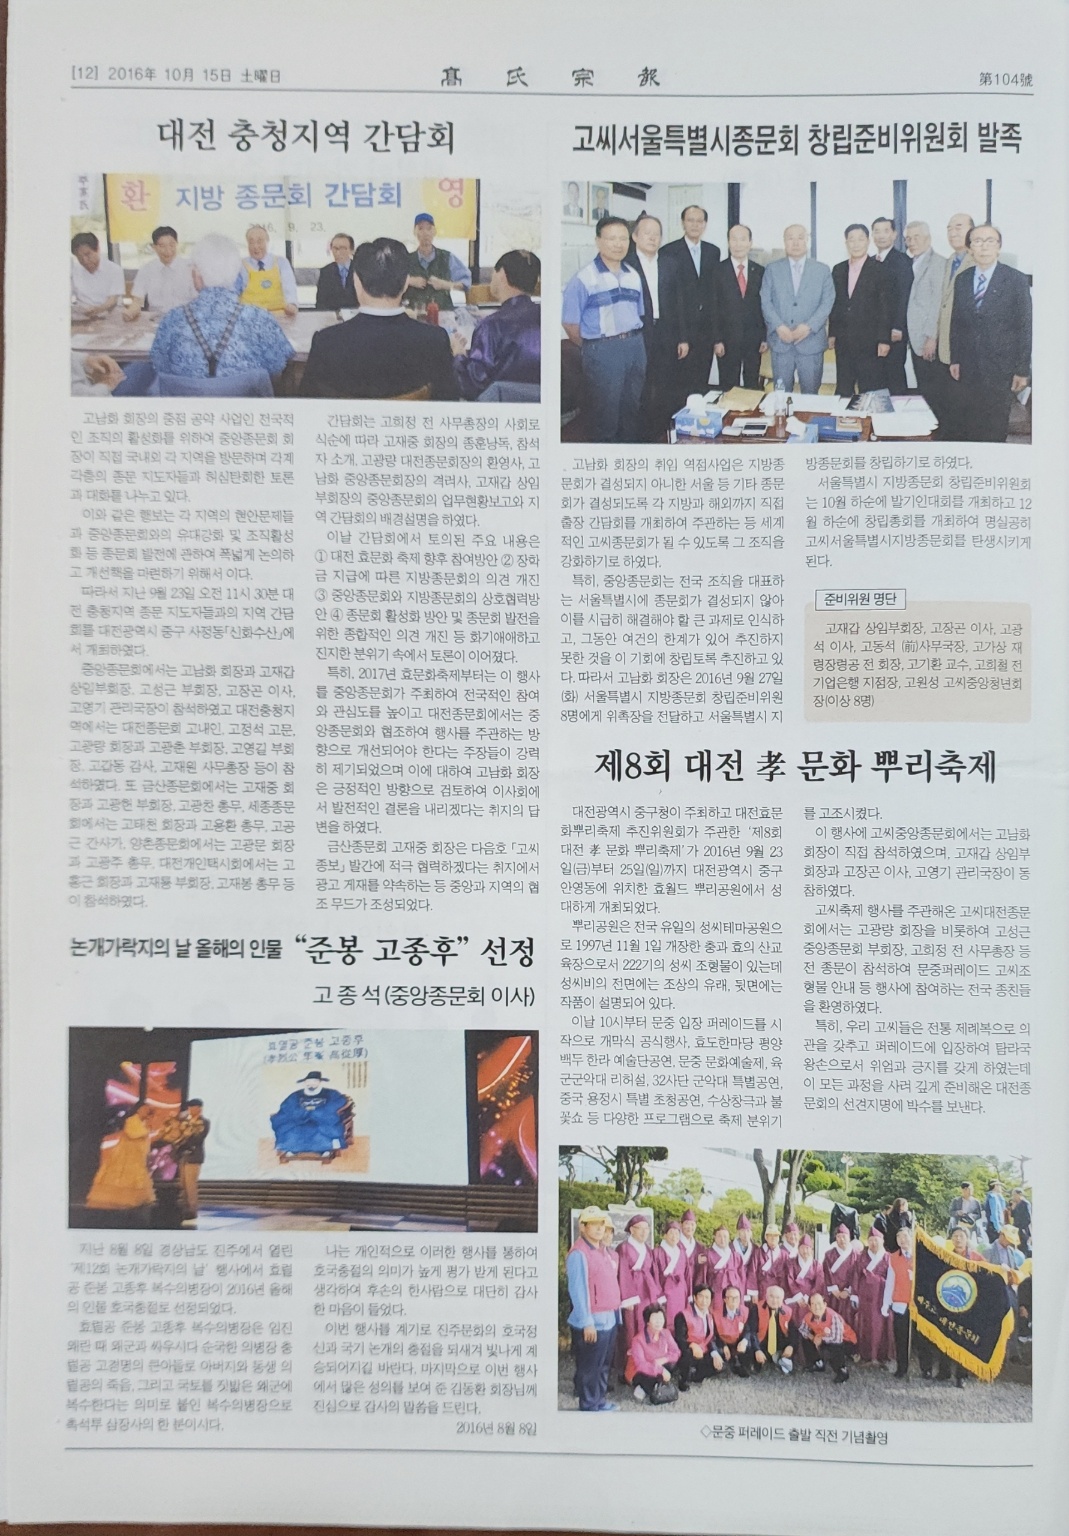 [12] 2016年 10月 15日 土曜日
髙氏宗報
第104號
대전 충청지역 간담회
환 지방 종문회 간담회 영
2016. 9. 23.
고남화 회장의 중점 공약 사업인 전국적
인 조직의 활성화를 위하여 중앙종문회 회
장이 직접 국내외 각 지역을 방문하며 각계
각층의 종문 지도자들과 허심탄회한 토론
과 대화를 나누고 있다.
이와 같은 행보는 각 지역의 현안문제들
과 중앙종문회와의 유대강화 및 조직활성
화 등 종문회 발전에 관하여 폭넓게 논의하
고 개선책을 마련하기 위해서 이다.
따라서 지난 9월 23일 오전 11시 30분 대
전 충청지역 종문 지도자들과의 지역 간담
회를 대전광역시 중구 사정동「신화수산」에
서 개최하였다.
중앙종문회에서는 고남화 회장과 고재갑
상임부회장, 고성근 부회장, 고장곤 이사,
고영기 관리국장이 참석하였고 대전충청지
역에서는 대전종문회 고내인, 고정석 고문,
고광량 회장과 고광춘 부회장, 고영길 부회
장, 고갑동 감사, 고재원 사무총장 등이 참
석하였다. 또 금산종문회에서는 고재중 회
장과 고광헌 부회장, 고광찬 총무, 세종종문
회에서는 고태천 회장과 고용환 총무, 고공
근 간사가, 양촌종문회에서는 고광문 회장
과 고광주 총무, 대전개인택시회에서는 고
홍근 회장과 고재룡 부회장, 고재봉 총무 등
이 참석하였다.
간담회는 고희정 전 사무총장의 사회로
식순에 따라 고재중 회장의 종훈낭독, 참석
자 소개, 고광량 대전종문회장의 환영사, 고
남화 중앙종문회장의 격려사, 고재갑 상임
부회장의 중앙종문회의 업무현황보고와 지
역 간담회의 배경설명을 하였다.
이날 간담회에서 토의된 주요 내용은
① 대전 효문화 축제 향후 참여방안 ② 장학
금 지급에 따른 지방종문회의 의견 개진
③ 중앙종문회와 지방종문회의 상호협력방
안 ④ 종문회 활성화 방안 및 종문회 발전을
위한 종합적인 의견 개진 등 화기애애하고
진지한 분위기 속에서 토론이 이어졌다.
특히, 2017년 효문화축제부터는 이 행사
를 중앙종문회가 주최하여 전국적인 참여
와 관심도를 높이고 대전종문회에서는 중
앙종문회와 협조하여 행사를 주관하는 방
향으로 개선되어야 한다는 주장들이 강력
히 제기되었으며 이에 대하여 고남화 회장
은 긍정적인 방향으로 검토하여 이사회에
서 발전적인 결론을 내리겠다는 취지의 답
변을 하였다.
금산종문회 고재중 회장은 다음호「고씨
종보」발간에 적극 협력하겠다는 취지에서
광고 게재를 약속하는 등 중앙과 지역의 협
조 무드가 조성되었다.
논개가락지의 날 올해의 인물 “준봉 고종후” 선정
고 종 석 (중앙종문회 이사)
효열공 준봉 고종후
(孝烈公 隼峯 高從厚)
지난 8월 8일 경상남도 진주에서 열린
‘제12회 논개가락지의 날’ 행사에서 효열
공 준봉 고종후 복수의병장이 2016년 올해
의 인물 호국충절로 선정되었다.
효열공 준봉 고종후 복수의병장은 임진
왜란 때 왜군과 싸우시다 순국한 의병장 충
렬공 고경명의 큰아들로 아버지와 동생 의
열공의 죽음, 그리고 국토를 짓밟은 왜군에
복수한다는 의미로 붙인 복수의병장으로
촉석루 삼장사의 한 분이시다.
나는 개인적으로 이러한 행사를 통하여
호국충절의 의미가 높게 평가 받게 된다고
생각하여 후손의 한사람으로 대단히 감사
한 마음이 들었다.
이번 행사를 계기로 진주문화의 호국정
신과 국기 논개의 충절을 되새겨 빛나게 계
승되어지길 바란다. 마지막으로 이번 행사
에서 많은 성의를 보여 준 김동환 회장님께
진심으로 감사의 말씀을 드린다.
2016년 8월 8일
고씨서울특별시종문회 창립준비위원회 발족
고남화 회장의 취임 역점사업은 지방종
문회가 결성되지 아니한 서울 등 기타 종문
회가 결성되도록 각 지방과 해외까지 직접
출장 간담회를 개최하여 주관하는 등 세계
적인 고씨종문회가 될 수 있도록 그 조직을
강화하기로 하였다.
특히, 중앙종문회는 전국 조직을 대표하
는 서울특별시에 종문회가 결성되지 않아
이를 시급히 해결해야 할 큰 과제로 인식하
고, 그동안 여건의 한계가 있어 추진하지
못한 것을 이 기회에 창립토록 추진하고 있
다. 따라서 고남화 회장은 2016년 9월 27일
(화) 서울특별시 지방종문회 창립준비위원
8명에게 위촉장을 전달하고 서울특별시 지
방종문회를 창립하기로 하였다.
서울특별시 지방종문회 창립준비위원회
는 10월 하순에 발기인대회를 개최하고 12
월 하순에 창립총회를 개최하여 명실공히
고씨서울특별시지방종문회를 탄생시키게
된다.
준비위원 명단
고재갑 상임부회장, 고장곤 이사, 고광
석 이사, 고동석 (前)사무국장, 고가상 재
령장령공 전 회장, 고기환 교수, 고희철 전
기업은행 지점장, 고원성 고씨중앙청년회
장(이상 8명)
제8회 대전 孝 문화 뿌리축제
대전광역시 중구청이 주최하고 대전효문
화뿌리축제 추진위원회가 주관한 ‘제8회
대전 孝 문화 뿌리축제’가 2016년 9월 23
일(금)부터 25일(일)까지 대전광역시 중구
안영동에 위치한 효월드 뿌리공원에서 성
대하게 개최되었다.
뿌리공원은 전국 유일의 성씨테마공원으
로 1997년 11월 1일 개장한 충과 효의 산교
육장으로서 222기의 성씨 조형물이 있는데
성씨비의 전면에는 조상의 유래, 뒷면에는
작품이 설명되어 있다.
이날 10시부터 문중 입장 퍼레이드를 시
작으로 개막식 공식행사, 효도한마당 평양
백두 한라 예술단공연, 문중 문화예술제, 육
군군악대 리허설, 32사단 군악대 특별공연,
중국 용정시 특별 초청공연, 수상창극과 불
꽃쇼 등 다양한 프로그램으로 축제 분위기
를 고조시켰다.
이 행사에 고씨중앙종문회에서는 고남화
회장이 직접 참석하였으며, 고재갑 상임부
회장과 고장곤 이사, 고영기 관리국장이 동
참하였다.
고씨축제 행사를 주관해온 고씨대전종문
회에서는 고광량 회장을 비롯하여 고성근
중앙종문회 부회장, 고희정 전 사무총장 등
전 종문이 참석하여 문중퍼레이드 고씨조
형물 안내 등 행사에 참여하는 전국 종친들
을 환영하였다.
특히, 우리 고씨들은 전통 제례복으로 의
관을 갖추고 퍼레이드에 입장하여 탐라국
왕손으로서 위엄과 긍지를 갖게 하였는데
이 모든 과정을 사려 깊게 준비해온 대전종
문회의 선견지명에 박수를 보낸다.
제주고 대전종문회
◇문중 퍼레이드 출발 직전 기념촬영